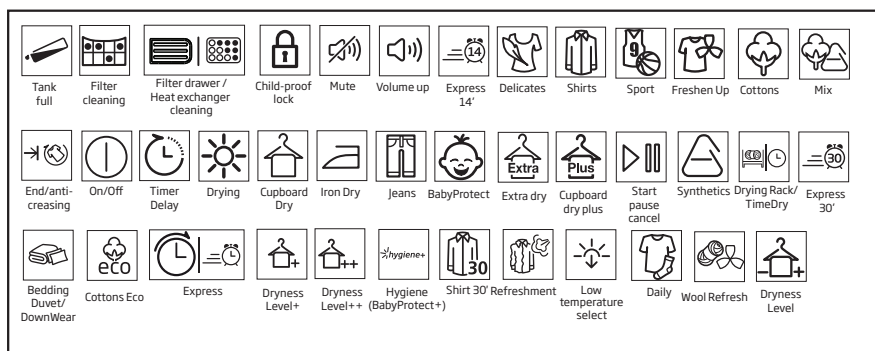 14'
9
Tank full
Filter cleaning
Filter drawer / Heat exchanger cleaning
Child-proof lock
Mute
Volume up
Express 14'
Delicates
Shirts
Sport
Freshen Up
Cottons
Mix
Extra
Plus
30
End/anti-creasing
On/Off
Timer Delay
Drying
Cupboard Dry
Iron Dry
Jeans
BabyProtect
Extra dry
Cupboard dry plus
Start pause cancel
Synthetics
Drying Rack/ TimeDry
Express 30'
eco
+
++
hygiene+
30
- +
Bedding Duvet/ DownWear
Cottons Eco
Express
Dryness Level+
Dryness Level++
Hygiene (BabyProtect+)
Shirt 30'
Refreshment
Low temperature select
Daily
Wool Refresh
Dryness Level